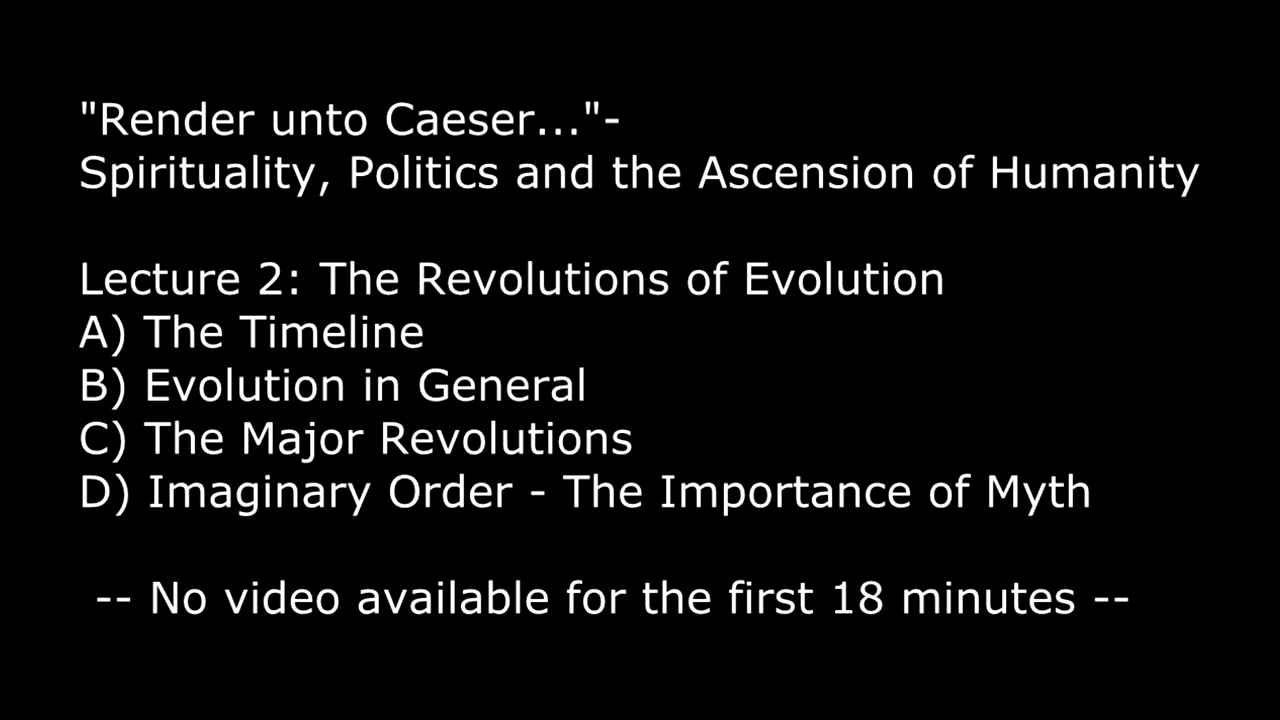 "Render unto Caeser..."-
Spirituality, Politics and the Ascension of Humanity
Lecture 2: The Revolutions of Evolution
A) The Timeline
B) Evolution in General
C) The Major Revolutions
D) Imaginary Order - The Importance of Myth
-- No video available for the first 18 minutes --